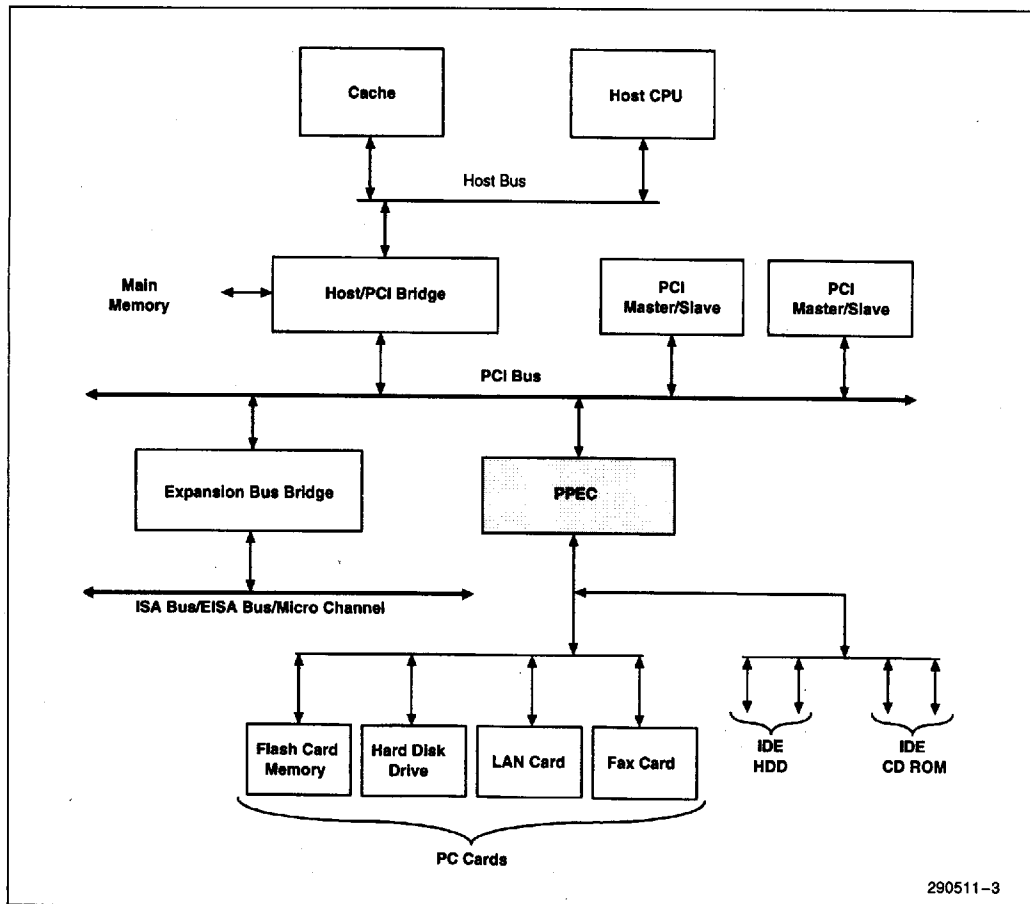 Cache
Host CPU
Host Bus
Main
Memory
Host/PCI Bridge
PCI
Master/Slave
PCI
Master/Slave
PCI Bus
Expansion Bus Bridge
PPEC
ISA Bus/EISA Bus/Micro Channel
Flash Card
Memory
Hard Disk
Drive
LAN Card
Fax Card
IDE
HDD
IDE
CD ROM
PC Cards
290511-3